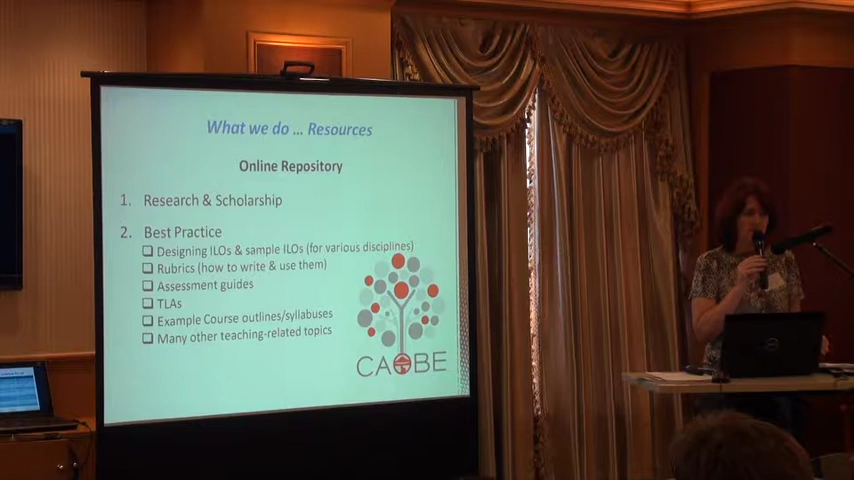 What we do ... Resources
Online Repository
1. Research & Scholarship
2. Best Practice
❑ Designing ILOs & sample ILOs (for various disciplines)
❑ Rubrics (how to write & use them)
❑ Assessment guides
❑ TLAs
❑ Example Course outlines/syllabuses
❑ Many other teaching-related topics
CAOBE